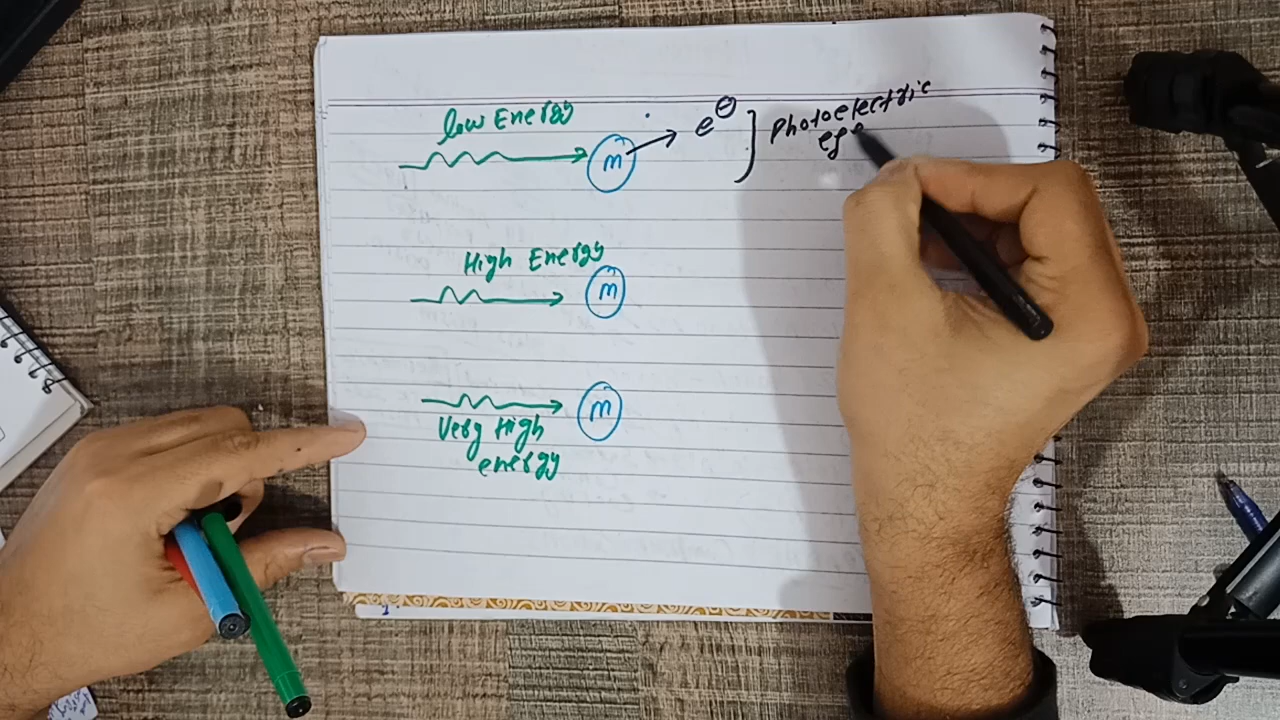 low Energy
m → e⊖ ] Photoelectric
High Energy
m
m
Very High
energy